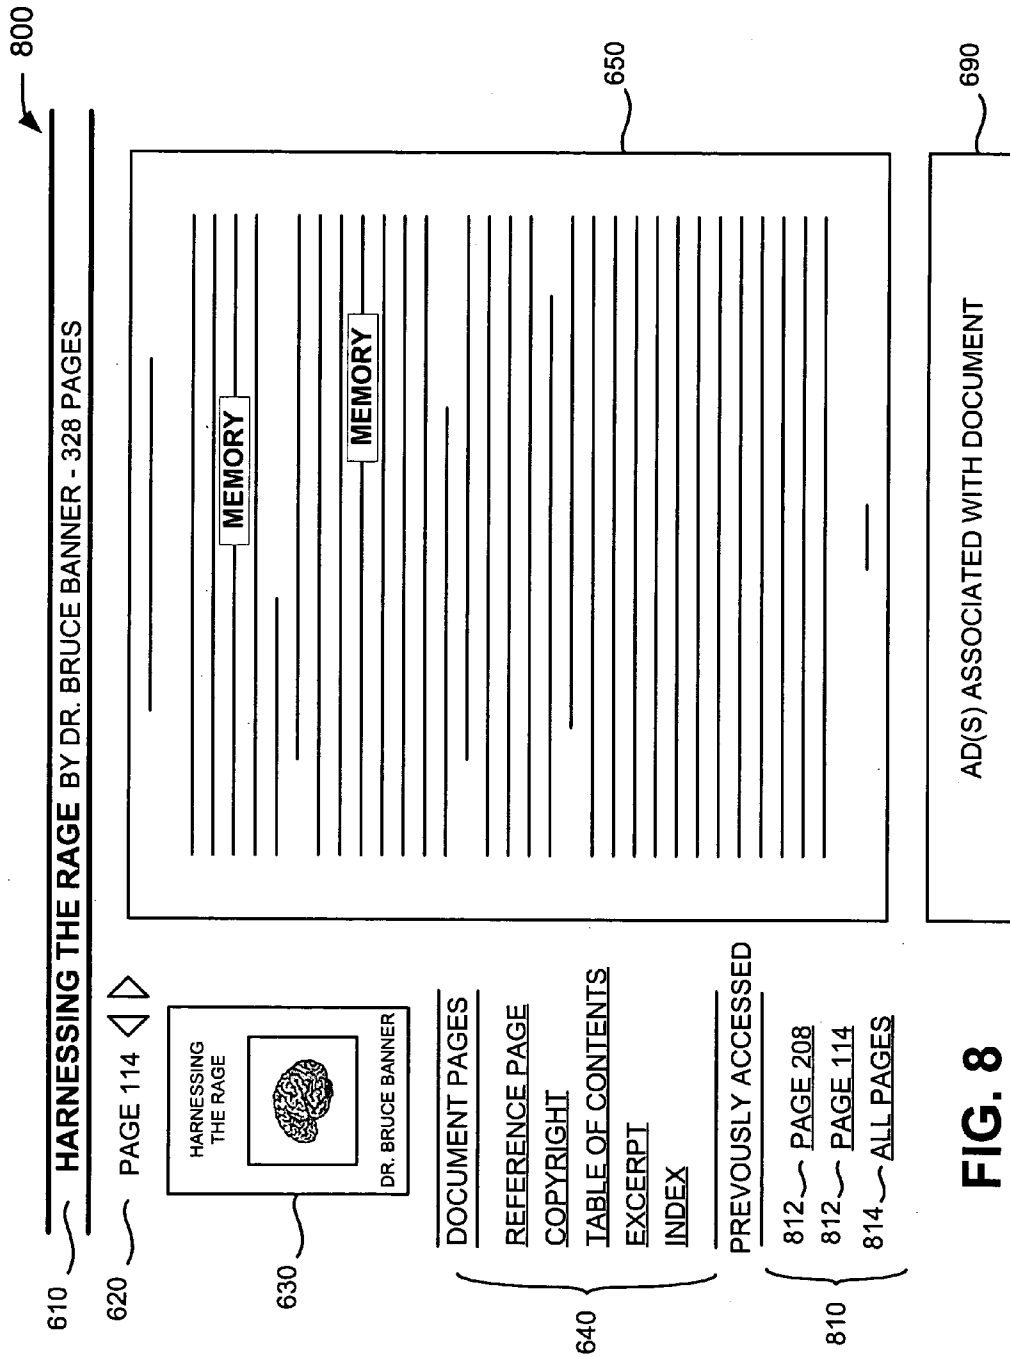 800
610 HARNESSING THE RAGE BY DR. BRUCE BANNER - 328 PAGES
620 PAGE 114
HARNESSING
THE RAGE
DR. BRUCE BANNER
630
DOCUMENT PAGES
REFERENCE PAGE
COPYRIGHT
TABLE OF CONTENTS
EXCERPT
INDEX
640
PREVOUSLY ACCESSED
812 PAGE 208
812 PAGE 114
814 ALL PAGES
810
MEMORY
MEMORY
650
AD(S) ASSOCIATED WITH DOCUMENT
690
FIG. 8